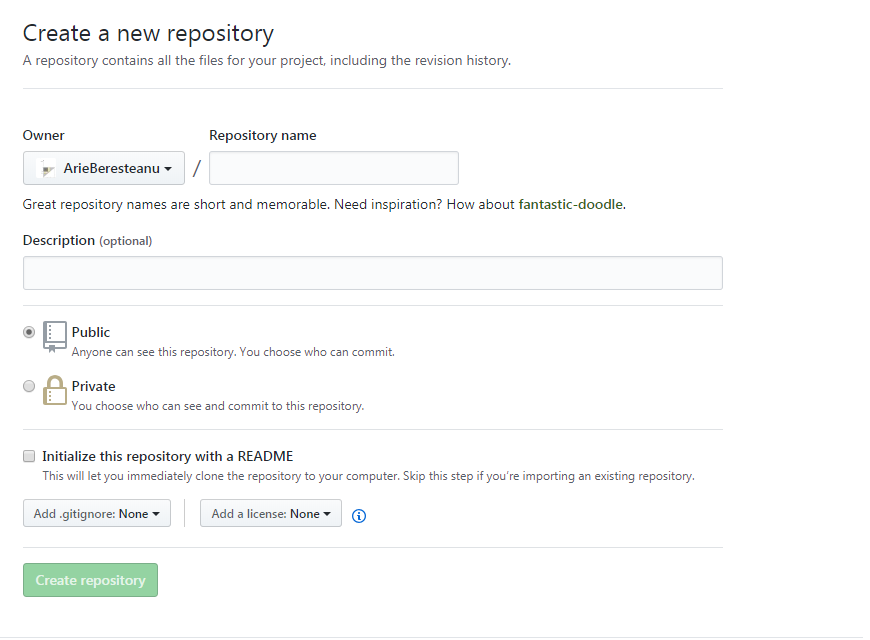 Create a new repository
A repository contains all the files for your project, including the revision history.
Owner Repository name
ArieBeresteanu /
Great repository names are short and memorable. Need inspiration? How about fantastic-doodle.
Description (optional)
Public
Anyone can see this repository. You choose who can commit.
Private
You choose who can see and commit to this repository.
Initialize this repository with a README
This will let you immediately clone the repository to your computer. Skip this step if you’re importing an existing repository.
Add .gitignore: None Add a license: None
Create repository